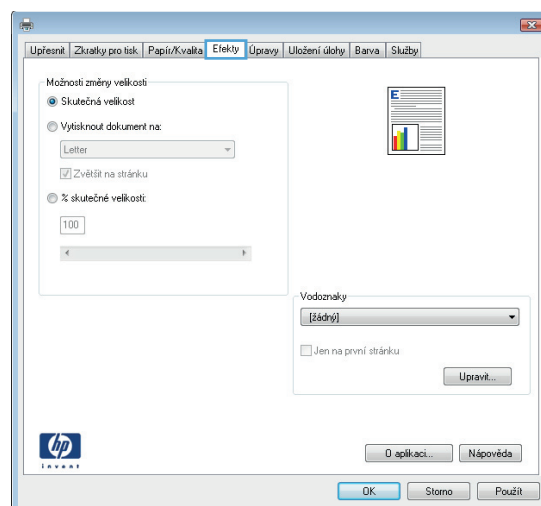 Upřesnit Zkratky pro tisk Papír/Kvalita Efekty Úpravy Uložení úlohy Barva Služby
Možnosti změny velikosti
Skutečná velikost
Vytisknout dokument na:
Letter
Zvětšit na stránku
% skutečné velikosti:
100
E
Vodoznaky
[žádný]
Jen na první stránku
Upravit...
hp
invent
O aplikaci... Nápověda
OK Storno Použít